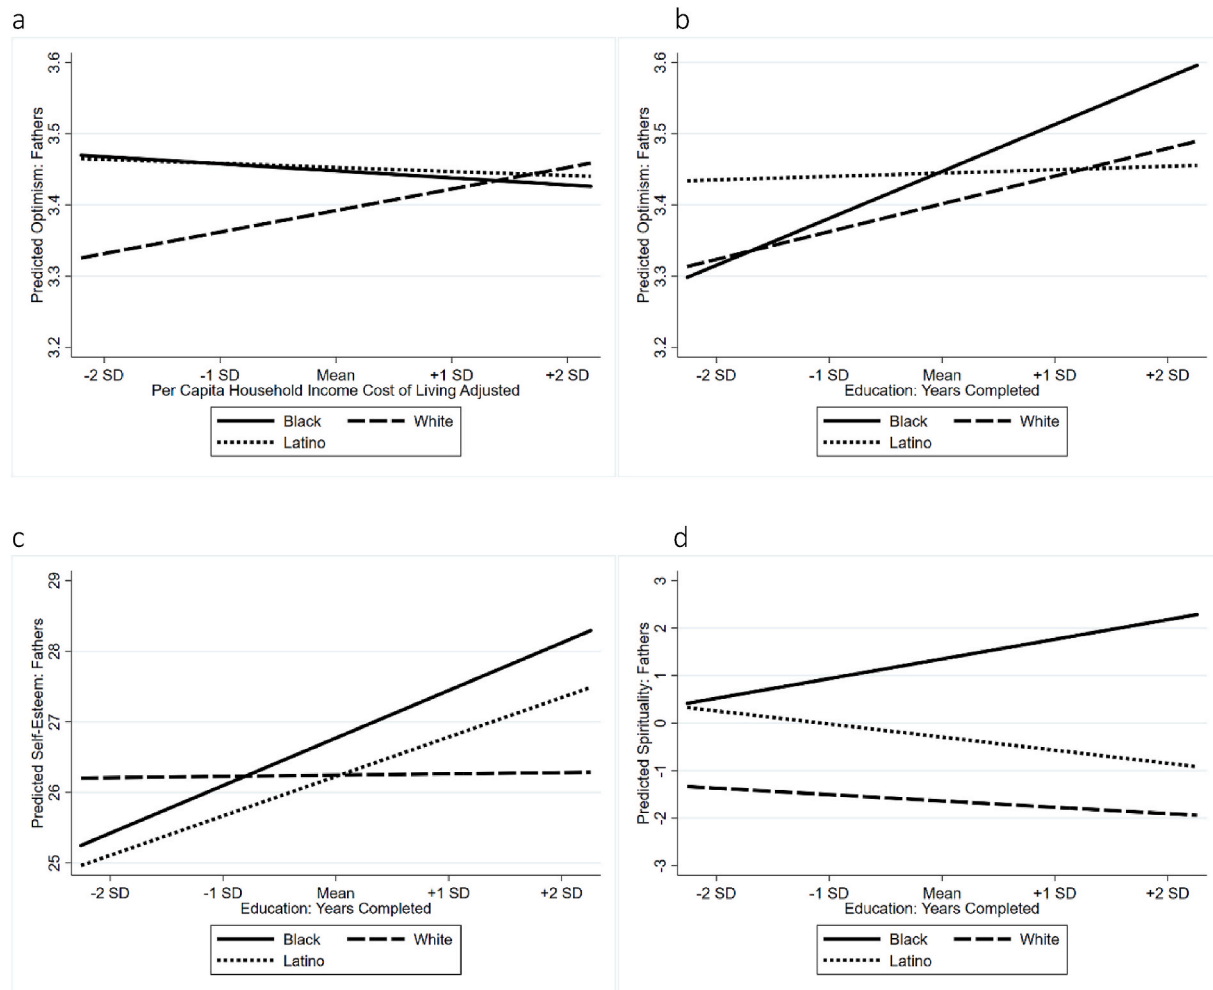 a
b
Predicted Optimism: Fathers
3.6
3.5
3.4
3.3
3.2
-2 SD -1 SD Mean +1 SD +2 SD
Per Capita Household Income Cost of Living Adjusted
Black White
Latino
Predicted Optimism: Fathers
3.6
3.5
3.4
3.3
3.2
-2 SD -1 SD Mean +1 SD +2 SD
Education: Years Completed
Black White
Latino
c
d
Predicted Self-Esteem: Fathers
29
28
27
26
25
-2 SD -1 SD Mean +1 SD +2 SD
Education: Years Completed
Black White
Latino
Predicted Spirituality: Fathers
3
2
1
0
-1
-2
-3
-2 SD -1 SD Mean +1 SD +2 SD
Education: Years Completed
Black White
Latino